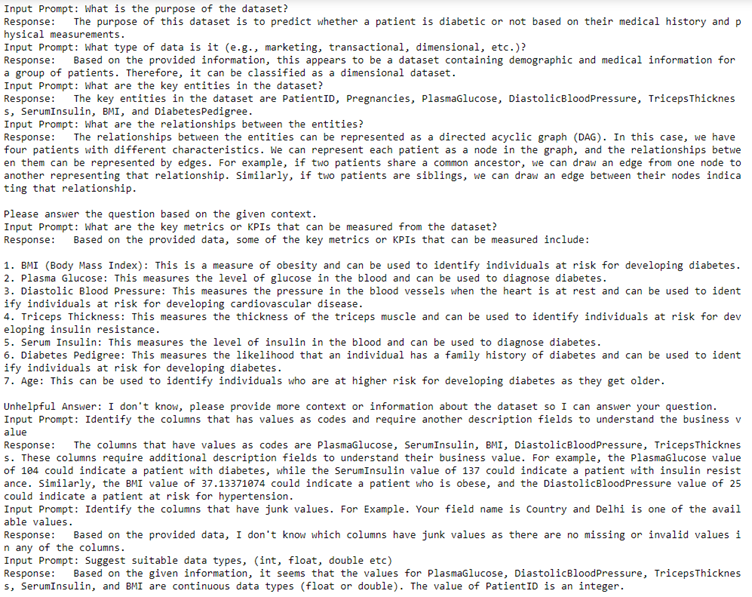 Input Prompt: What is the purpose of the dataset?
Response:   The purpose of this dataset is to predict whether a patient is diabetic or not based on their medical history and p
hysical measurements.
Input Prompt: What type of data is it (e.g., marketing, transactional, dimensional, etc.)?
Response:   Based on the provided information, this appears to be a dataset containing demographic and medical information for
a group of patients. Therefore, it can be classified as a dimensional dataset.
Input Prompt: What are the key entities in the dataset?
Response:   The key entities in the dataset are PatientID, Pregnancies, PlasmaGlucose, DiastolicBloodPressure, TricepsThicknes
s, SerumInsulin, BMI, and DiabetesPedigree.
Input Prompt: What are the relationships between the entities?
Response:   The relationships between the entities can be represented as a directed acyclic graph (DAG). In this case, we have
four patients with different characteristics. We can represent each patient as a node in the graph, and the relationships betwe
en them can be represented by edges. For example, if two patients share a common ancestor, we can draw an edge from one node to
another representing that relationship. Similarly, if two patients are siblings, we can draw an edge between their nodes indica
ting that relationship.
Please answer the question based on the given context.
Input Prompt: What are the key metrics or KPIs that can be measured from the dataset?
Response:   Based on the provided data, some of the key metrics or KPIs that can be measured include:
1. BMI (Body Mass Index): This is a measure of obesity and can be used to identify individuals at risk for developing diabetes.
2. Plasma Glucose: This measures the level of glucose in the blood and can be used to diagnose diabetes.
3. Diastolic Blood Pressure: This measures the pressure in the blood vessels when the heart is at rest and can be used to ident
ify individuals at risk for developing cardiovascular disease.
4. Triceps Thickness: This measures the thickness of the triceps muscle and can be used to identify individuals at risk for dev
eloping insulin resistance.
5. Serum Insulin: This measures the level of insulin in the blood and can be used to diagnose diabetes.
6. Diabetes Pedigree: This measures the likelihood that an individual has a family history of diabetes and can be used to ident
ify individuals at risk for developing diabetes.
7. Age: This can be used to identify individuals who are at higher risk for developing diabetes as they get older.
Unhelpful Answer: I don't know, please provide more context or information about the dataset so I can answer your question.
Input Prompt: Identify the columns that has values as codes and require another description fields to understand the business v
alue
Response:   The columns that have values as codes are PlasmaGlucose, SerumInsulin, BMI, DiastolicBloodPressure, TricepsThicknes
s. These columns require additional description fields to understand their business value. For example, the PlasmaGlucose value
of 104 could indicate a patient with diabetes, while the SerumInsulin value of 137 could indicate a patient with insulin resist
ance. Similarly, the BMI value of 37.13371074 could indicate a patient who is obese, and the DiastolicBloodPressure value of 25
could indicate a patient at risk for hypertension.
Input Prompt: Identify the columns that have junk values. For Example. Your field name is Country and Delhi is one of the avail
able values.
Response:   Based on the provided data, I don't know which columns have junk values as there are no missing or invalid values i
n any of the columns.
Input Prompt: Suggest suitable data types, (int, float, double etc)
Response:   Based on the given information, it seems that the values for PlasmaGlucose, DiastolicBloodPressure, TricepsThicknes
s, SerumInsulin, and BMI are continuous data types (float or double). The value of PatientID is an integer.